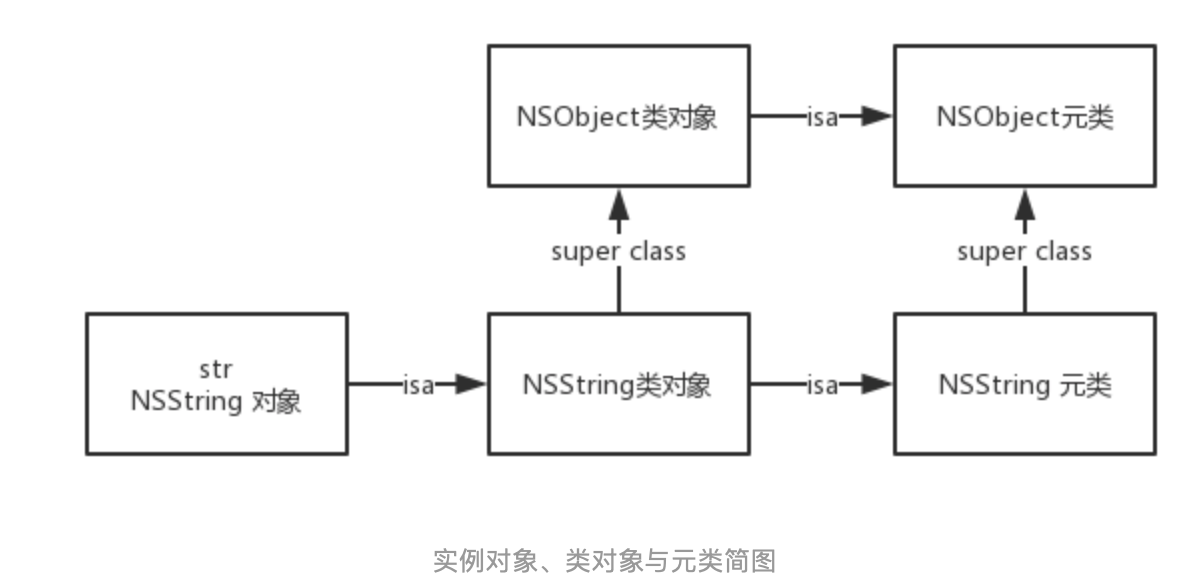 NSObject类对象
isa
NSObject元类
super class
super class
str
NSString 对象
isa
NSString类对象
isa
NSString 元类
实例对象、类对象与元类简图